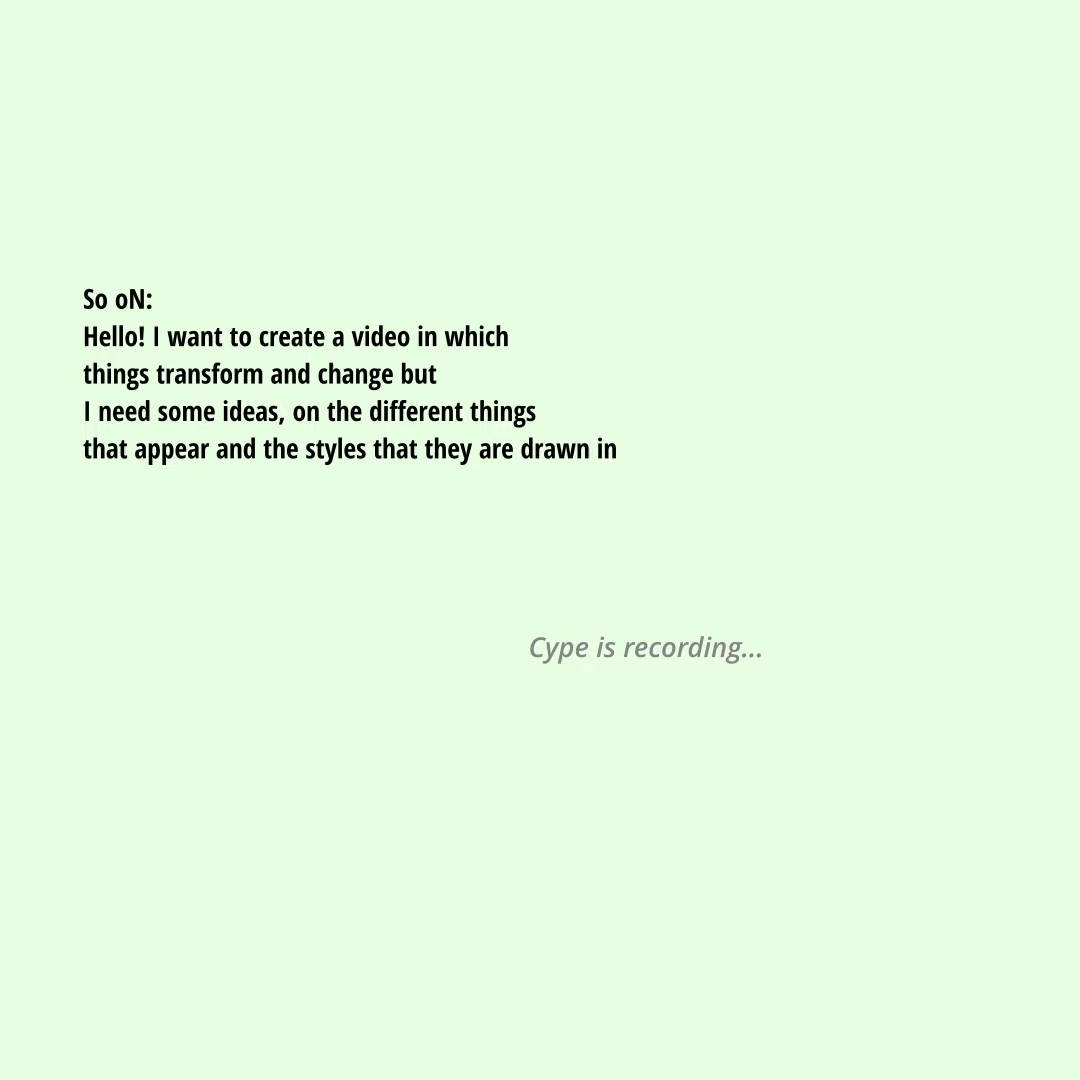 So oN:
Hello! I want to create a video in which
things transform and change but
I need some ideas, on the different things
that appear and the styles that they are drawn in
Cype is recording...